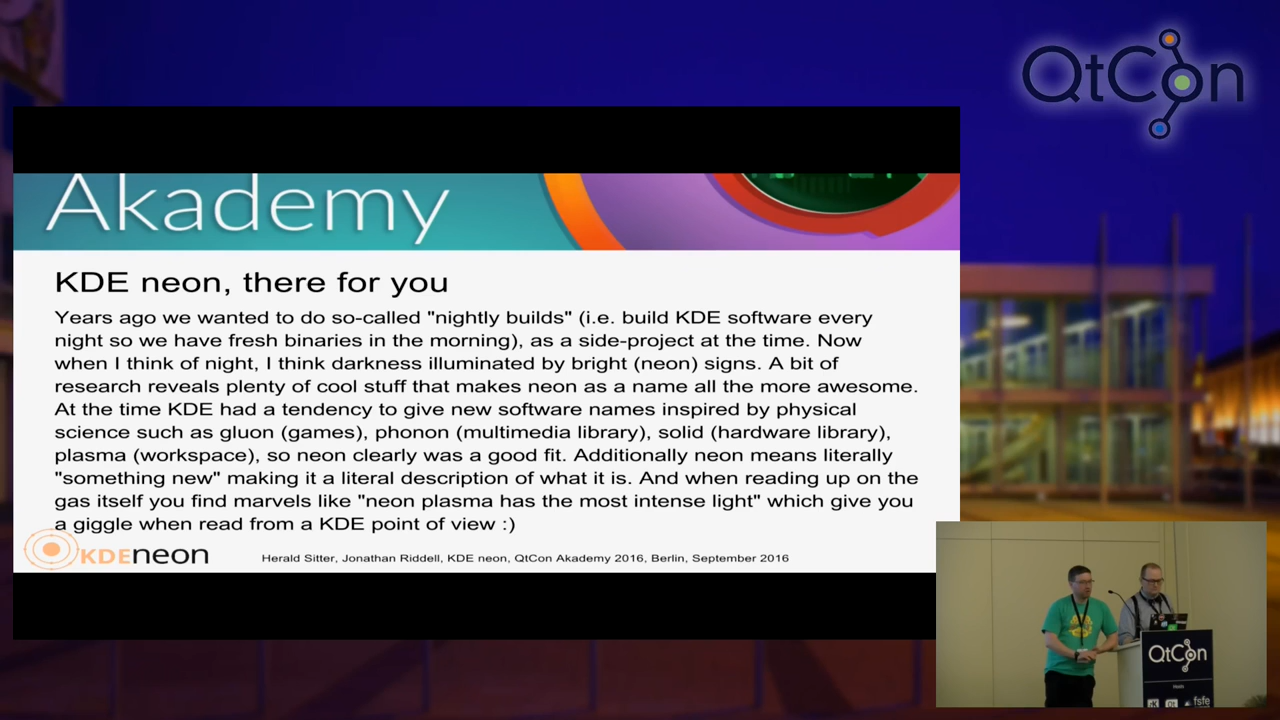 QtCon
Akademy
KDE neon, there for you
Years ago we wanted to do so-called "nightly builds" (i.e. build KDE software every
night so we have fresh binaries in the morning), as a side-project at the time. Now
when I think of night, I think darkness illuminated by bright (neon) signs. A bit of
research reveals plenty of cool stuff that makes neon as a name all the more awesome.
At the time KDE had a tendency to give new software names inspired by physical
science such as gluon (games), phonon (multimedia library), solid (hardware library),
plasma (workspace), so neon clearly was a good fit. Additionally neon means literally
"something new" making it a literal description of what it is. And when reading up on the
gas itself you find marvels like "neon plasma has the most intense light" which give you
a giggle when read from a KDE point of view :)
KDEneon
Herald Sitter, Jonathan Riddell, KDE neon, QtCon Akademy 2016, Berlin, September 2016
QtCon
Hosts
Qt
fsfe